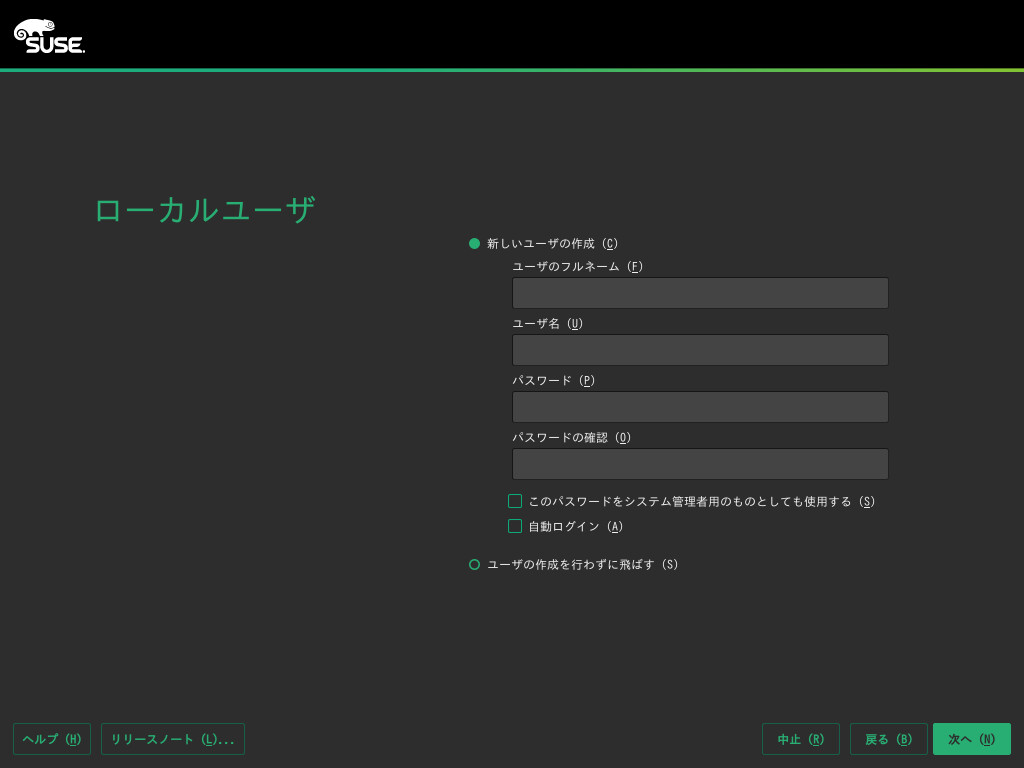 SUSE.
ローカルユーザ
新しいユーザの作成 (C)
ユーザのフルネーム (F)
ユーザ名 (U)
パスワード (P)
パスワードの確認 (O)
このパスワードをシステム管理者用のものとしても使用する (S)
自動ログイン (A)
ユーザの作成を行わずに飛ばす (S)
ヘルプ (H) リリースノート (L)... 中止 (R) 戻る (B) 次へ (N)